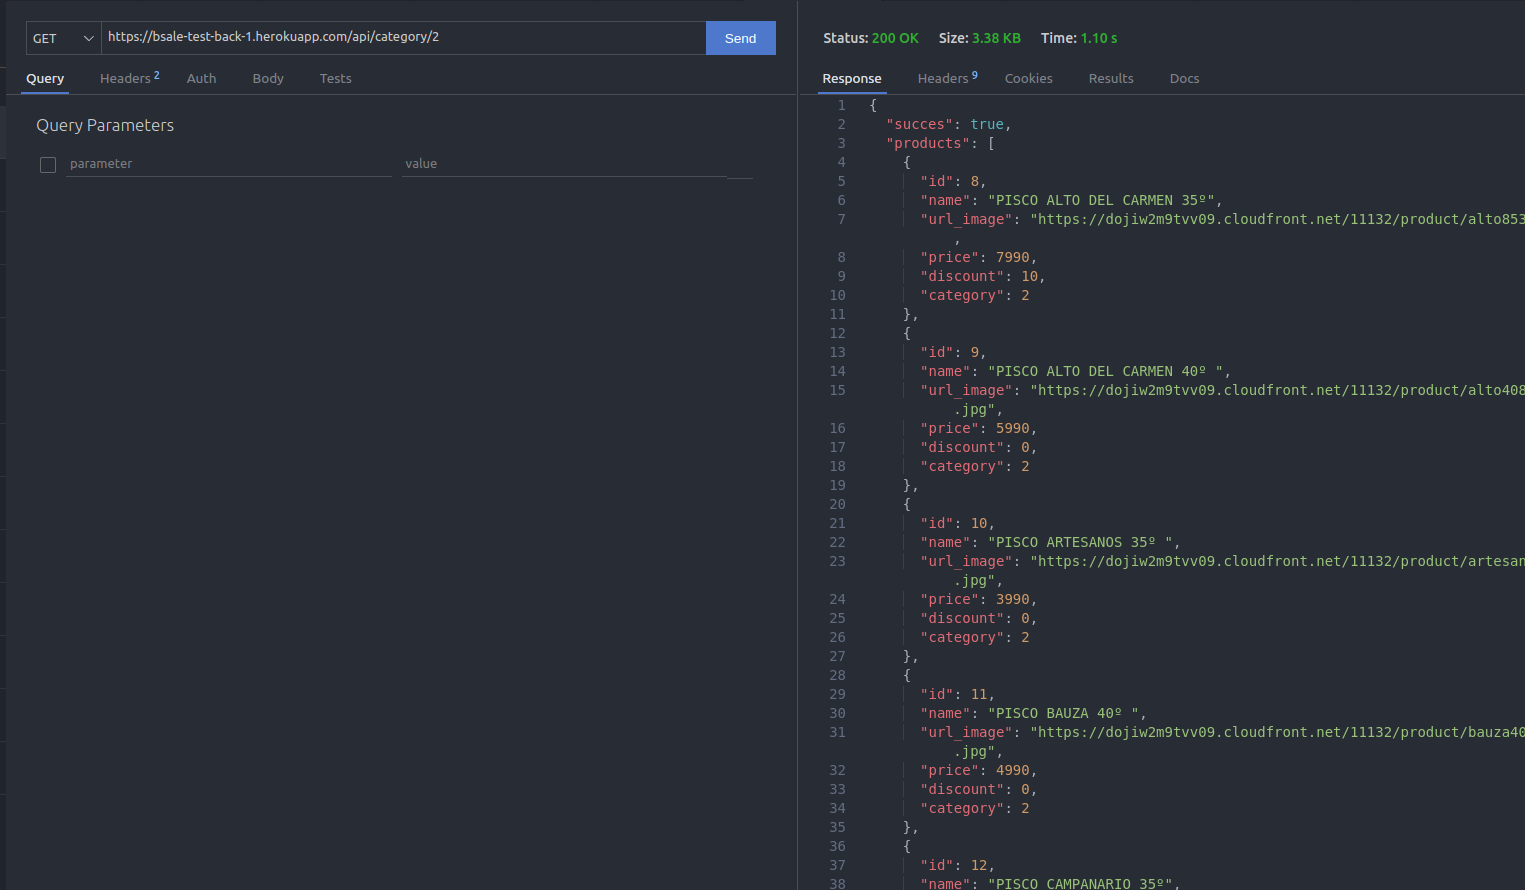 GET
https://bsale-test-back-1.herokuapp.com/api/category/2
Send
Query
Headers 2
Auth
Body
Tests
Query Parameters
parameter
value
Status: 200 OK
Size: 3.38 KB
Time: 1.10 s
Response
Headers 9
Cookies
Results
Docs
1 {
2 "succes": true,
3 "products": [
4 {
5 "id": 8,
6 "name": "PISCO ALTO DEL CARMEN 35º",
7 "url_image": "https://dojiw2m9tvv09.cloudfront.net/11132/product/alto853
,
8 "price": 7990,
9 "discount": 10,
10 "category": 2
11 },
12 {
13 "id": 9,
14 "name": "PISCO ALTO DEL CARMEN 40º ",
15 "url_image": "https://dojiw2m9tvv09.cloudfront.net/11132/product/alto408
.jpg",
16 "price": 5990,
17 "discount": 0,
18 "category": 2
19 },
20 {
21 "id": 10,
22 "name": "PISCO ARTESANOS 35º ",
23 "url_image": "https://dojiw2m9tvv09.cloudfront.net/11132/product/artesan
.jpg",
24 "price": 3990,
25 "discount": 0,
26 "category": 2
27 },
28 {
29 "id": 11,
30 "name": "PISCO BAUZA 40º ",
31 "url_image": "https://dojiw2m9tvv09.cloudfront.net/11132/product/bauza40
.jpg",
32 "price": 4990,
33 "discount": 0,
34 "category": 2
35 },
36 {
37 "id": 12,
38 "name": "PISCO CAMPANARIO 35º",